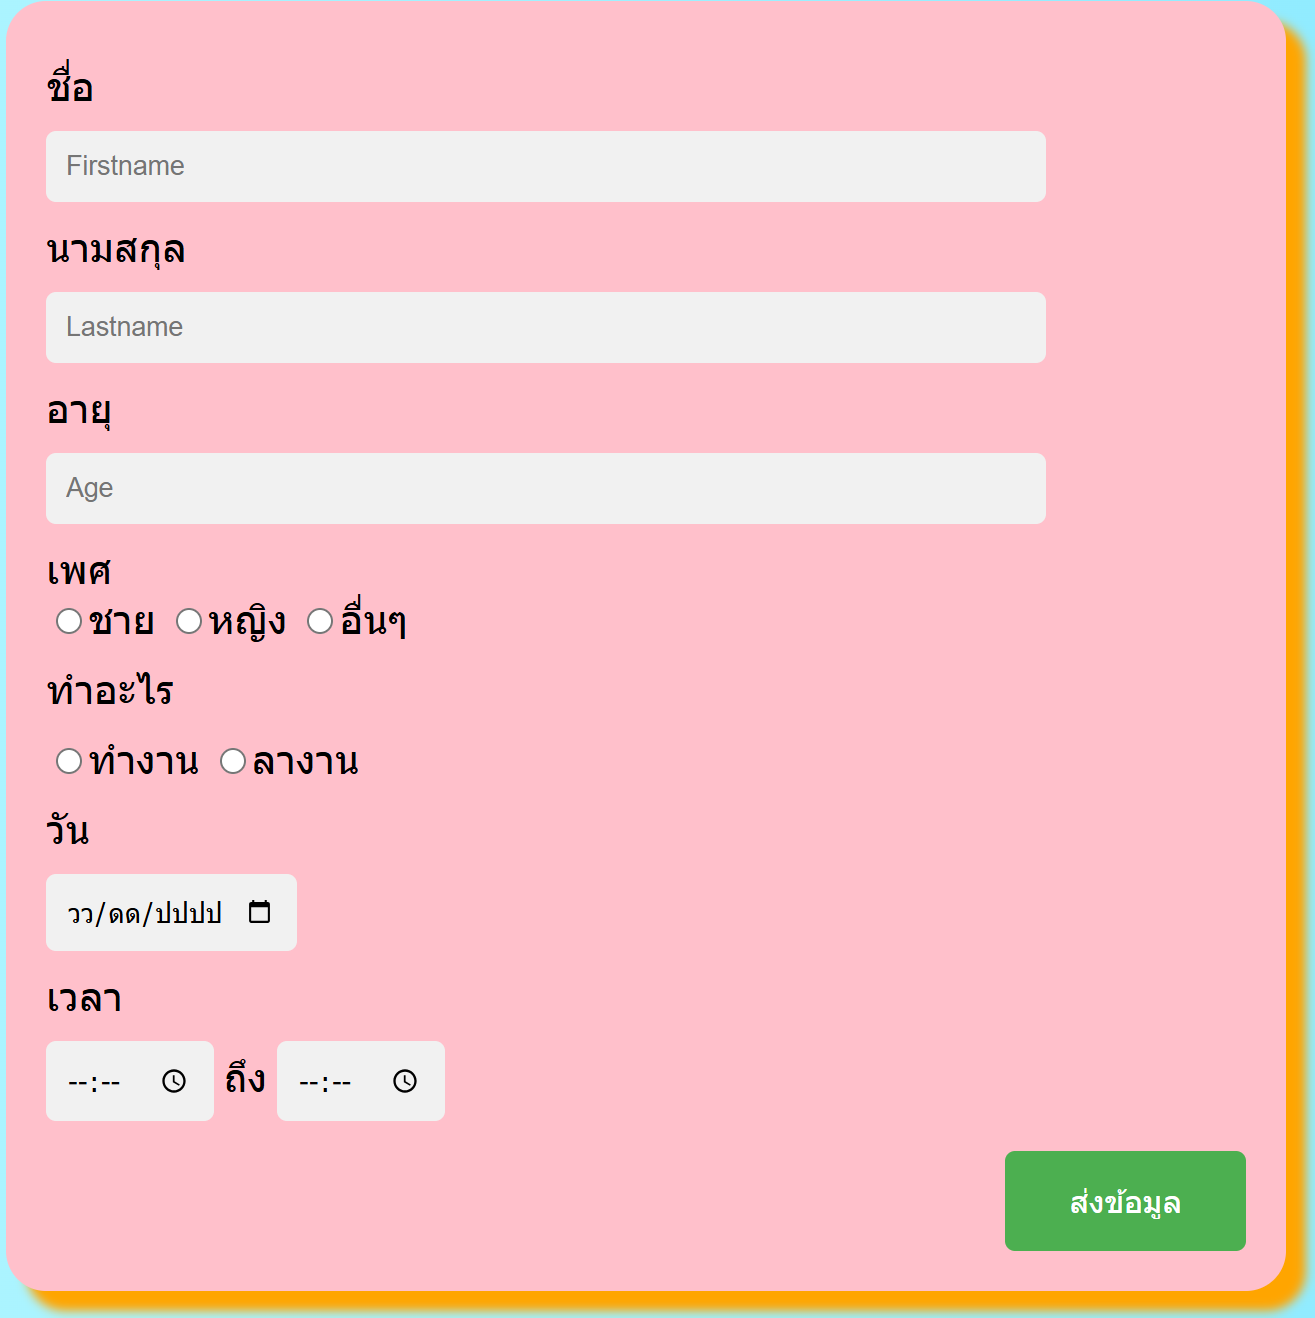 ชื่อ
Firstname
นามสกุล
Lastname
อายุ
Age
เพศ
ชาย หญิง อื่นๆ
ทำอะไร
ทำงาน ลางาน
วัน
วว/ดด/ปปปป
เวลา
--:-- ถึง --:--
ส่งข้อมูล